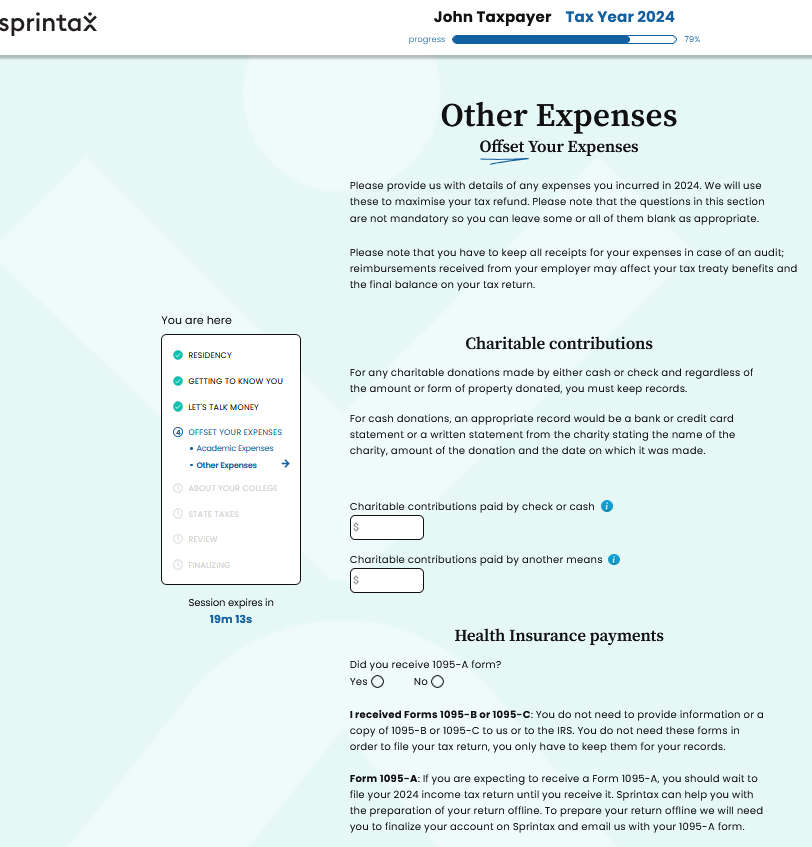 sprintax
John Taxpayer Tax Year 2024
progress 79%
Other Expenses
Offset Your Expenses
Please provide us with details of any expenses you incurred in 2024. We will use
these to maximise your tax refund. Please note that the questions in this section
are not mandatory so you can leave some or all of them blank as appropriate.
Please note that you have to keep all receipts for your expenses in case of an audit;
reimbursements received from your employer may affect your tax treaty benefits and
the final balance on your tax return.
You are here
RESIDENCY
GETTING TO KNOW YOU
LET'S TALK MONEY
4 OFFSET YOUR EXPENSES
• Academic Expenses
• Other Expenses
ABOUT YOUR COLLEGE
STATE TAXES
REVIEW
FINALIZING
Session expires in
19m 13s
Charitable contributions
For any charitable donations made by either cash or check and regardless of
the amount or form of property donated, you must keep records.
For cash donations, an appropriate record would be a bank or credit card
statement or a written statement from the charity stating the name of the
charity, amount of the donation and the date on which it was made.
Charitable contributions paid by check or cash i
$
Charitable contributions paid by another means i
$
Health Insurance payments
Did you receive 1095-A form?
Yes No
I received Forms 1095-B or 1095-C: You do not need to provide information or a
copy of 1095-B or 1095-C to us or to the IRS. You do not need these forms in
order to file your tax return, you only have to keep them for your records.
Form 1095-A: If you are expecting to receive a Form 1095-A, you should wait to
file your 2024 income tax return until you receive it. Sprintax can help you with
the preparation of your return offline. To prepare your return offline we will need
you to finalize your account on Sprintax and email us with your 1095-A form.